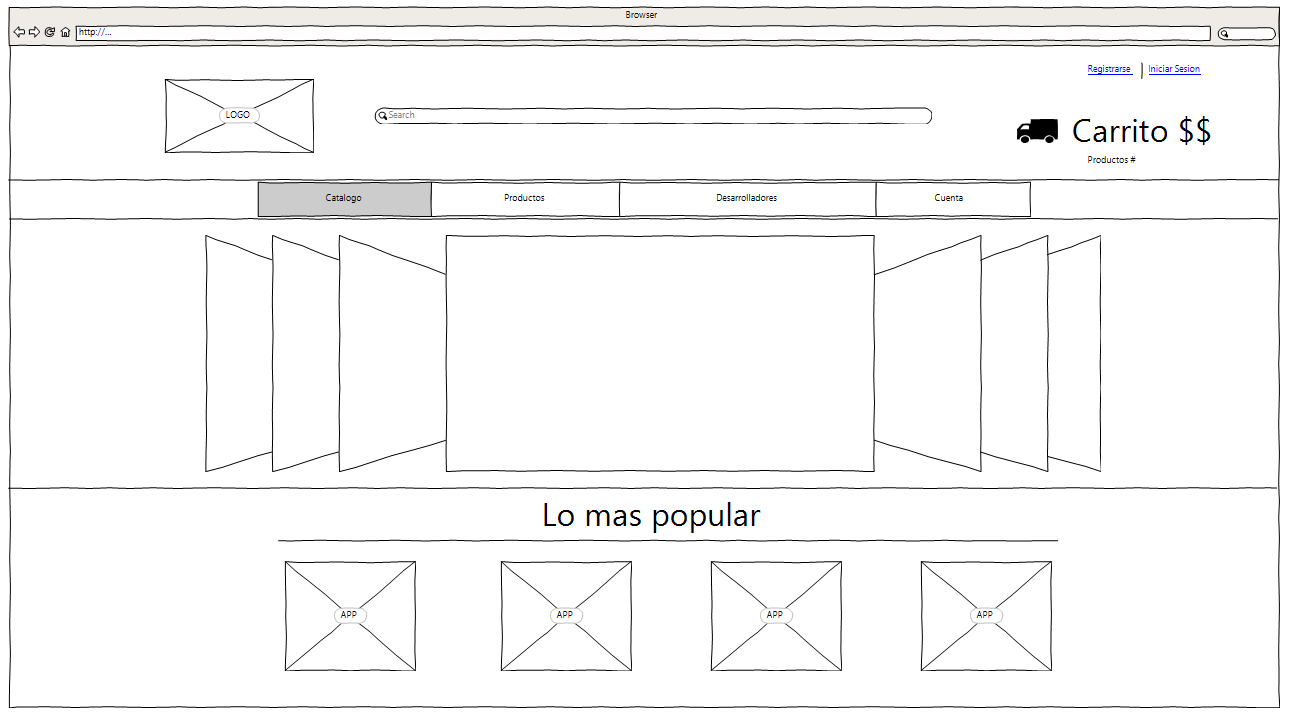 Browser
http://...
Registrarse
Iniciar Sesion
LOGO
Search
Carrito $$
Productos #
Catalogo
Productos
Desarrolladores
Cuenta
Lo mas popular
APP
APP
APP
APP